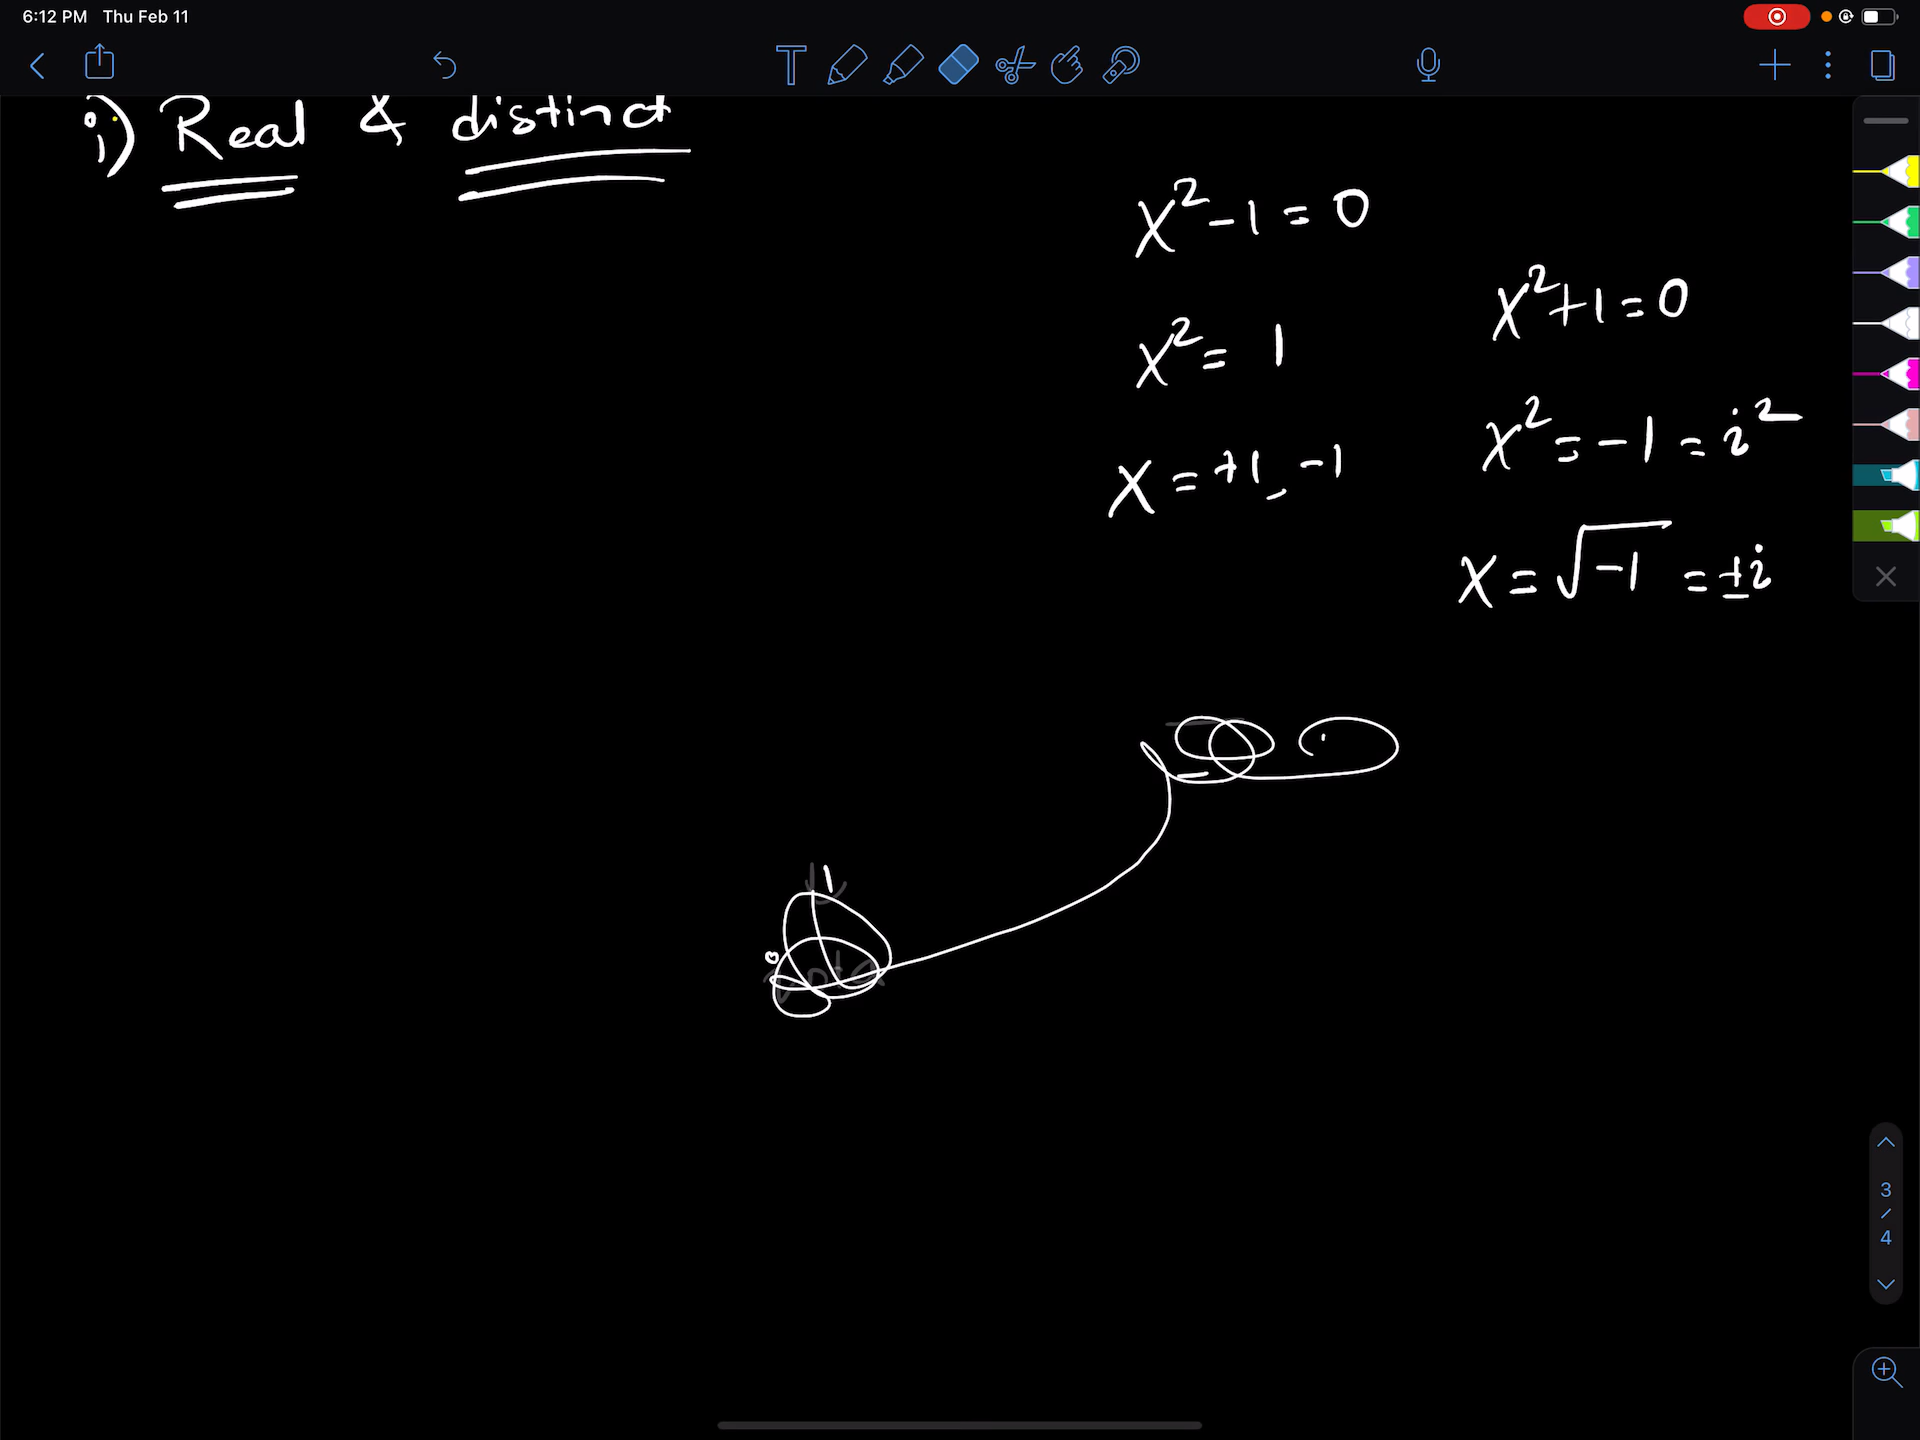 6:12 PM Thu Feb 11
i) Real & distinct
x²-1=0
x²= 1
x=+1,-1
x²+1=0
x²=-1=i²
x=√-1 =±i
3
/
4